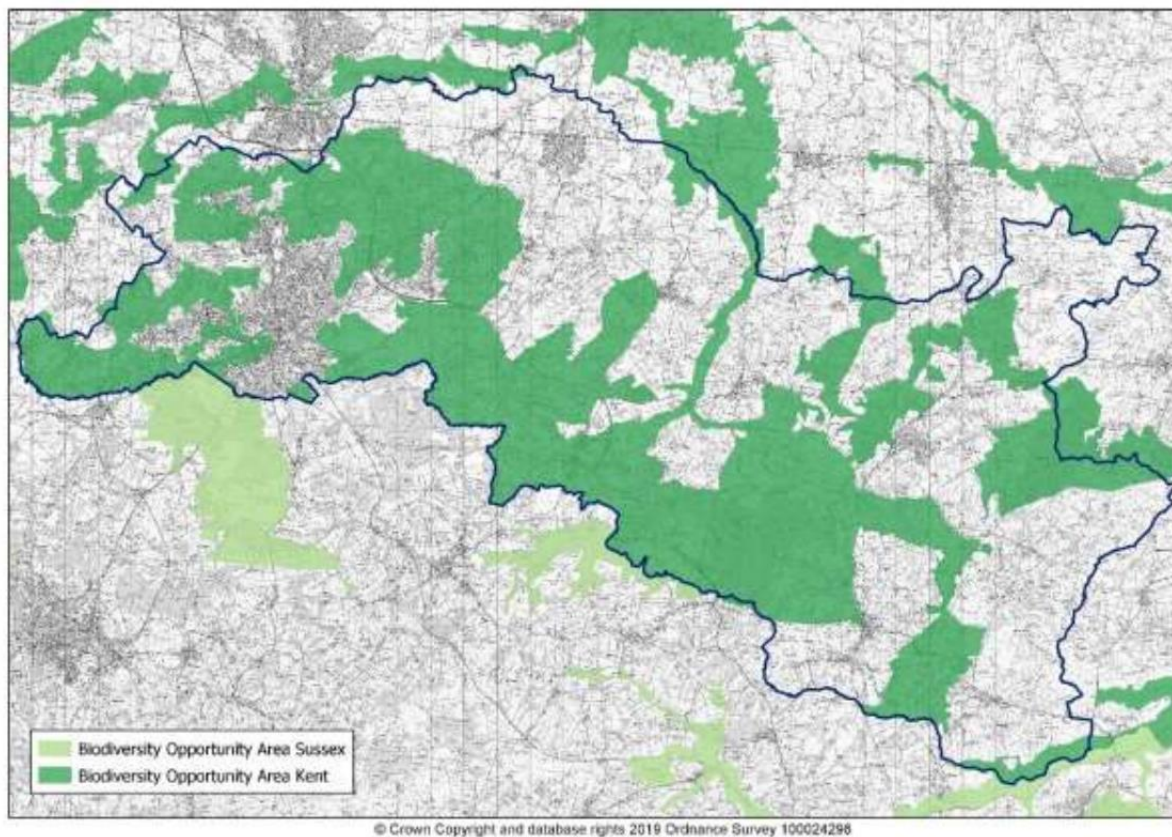 Biodiversity Opportunity Area Sussex
Biodiversity Opportunity Area Kent
© Crown Copyright and database rights 2019 Ordnance Survey 100024298